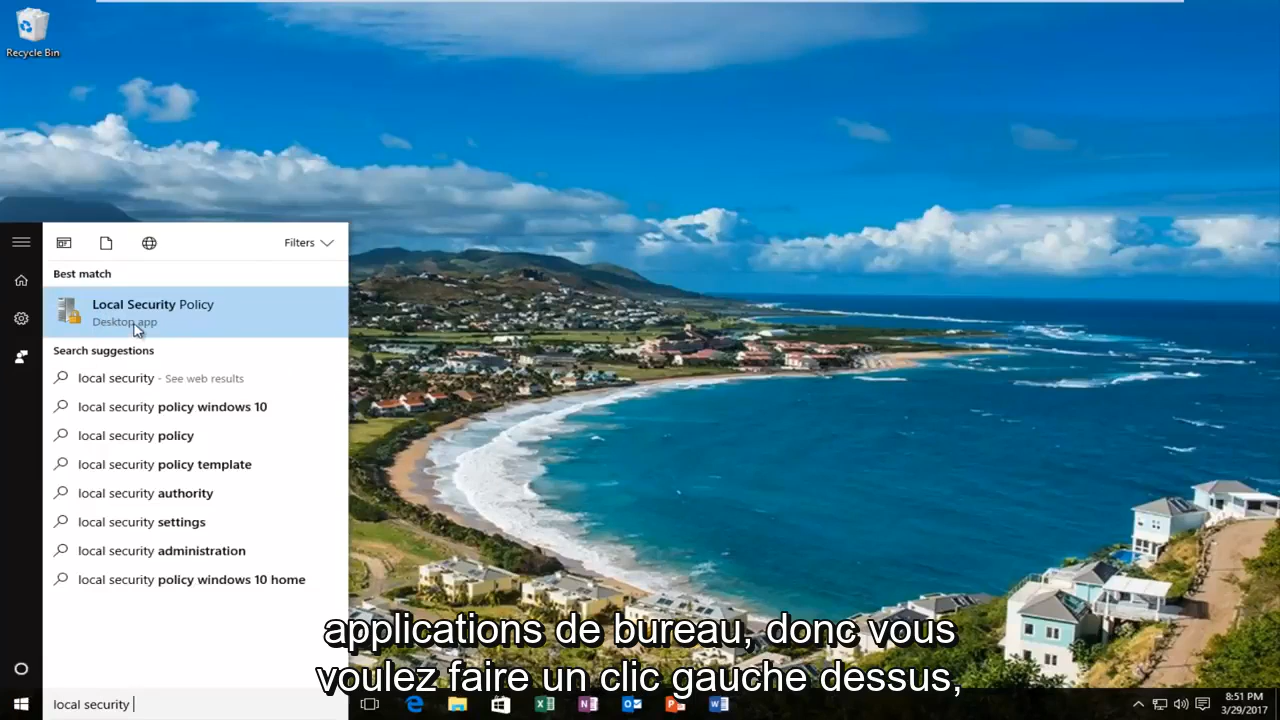 Recycle Bin
Filters
Best match
Local Security Policy
Desktop app
Search suggestions
local security - See web results
local security policy windows 10
local security policy
local security policy template
local security authority
local security settings
local security administration
local security policy windows 10 home
applications de bureau, donc vous
voulez faire un clic gauche dessus,
local security
8:51 PM
3/29/2017